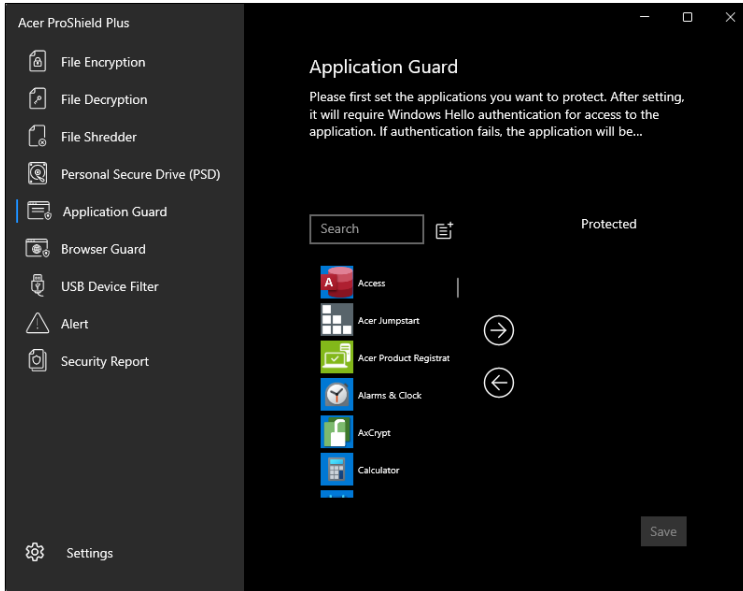 Acer ProShield Plus
File Encryption
File Decryption
File Shredder
Personal Secure Drive (PSD)
Application Guard
Browser Guard
USB Device Filter
Alert
Security Report
Settings
Application Guard
Please first set the applications you want to protect. After setting,
it will require Windows Hello authentication for access to the
application. If authentication fails, the application will be...
Search
Protected
A
Access
Acer Jumpstart
Acer Product Registrat
Alarms & Clock
AxCrypt
Calculator
Save